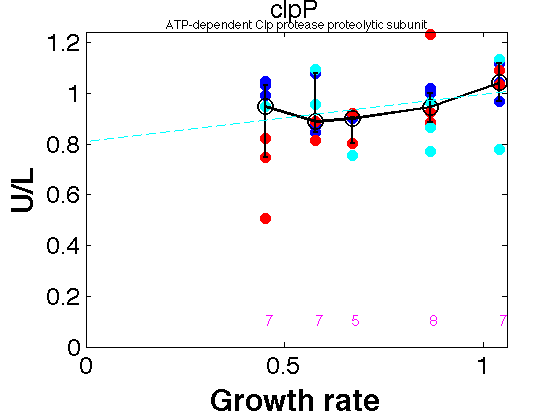 clpP
ATP-dependent Clp protease proteolytic subunit
1.2
1
0.8
0.6
0.4
0.2
0
U/L
7 7 5 8 7
0 0.5 1
Growth rate